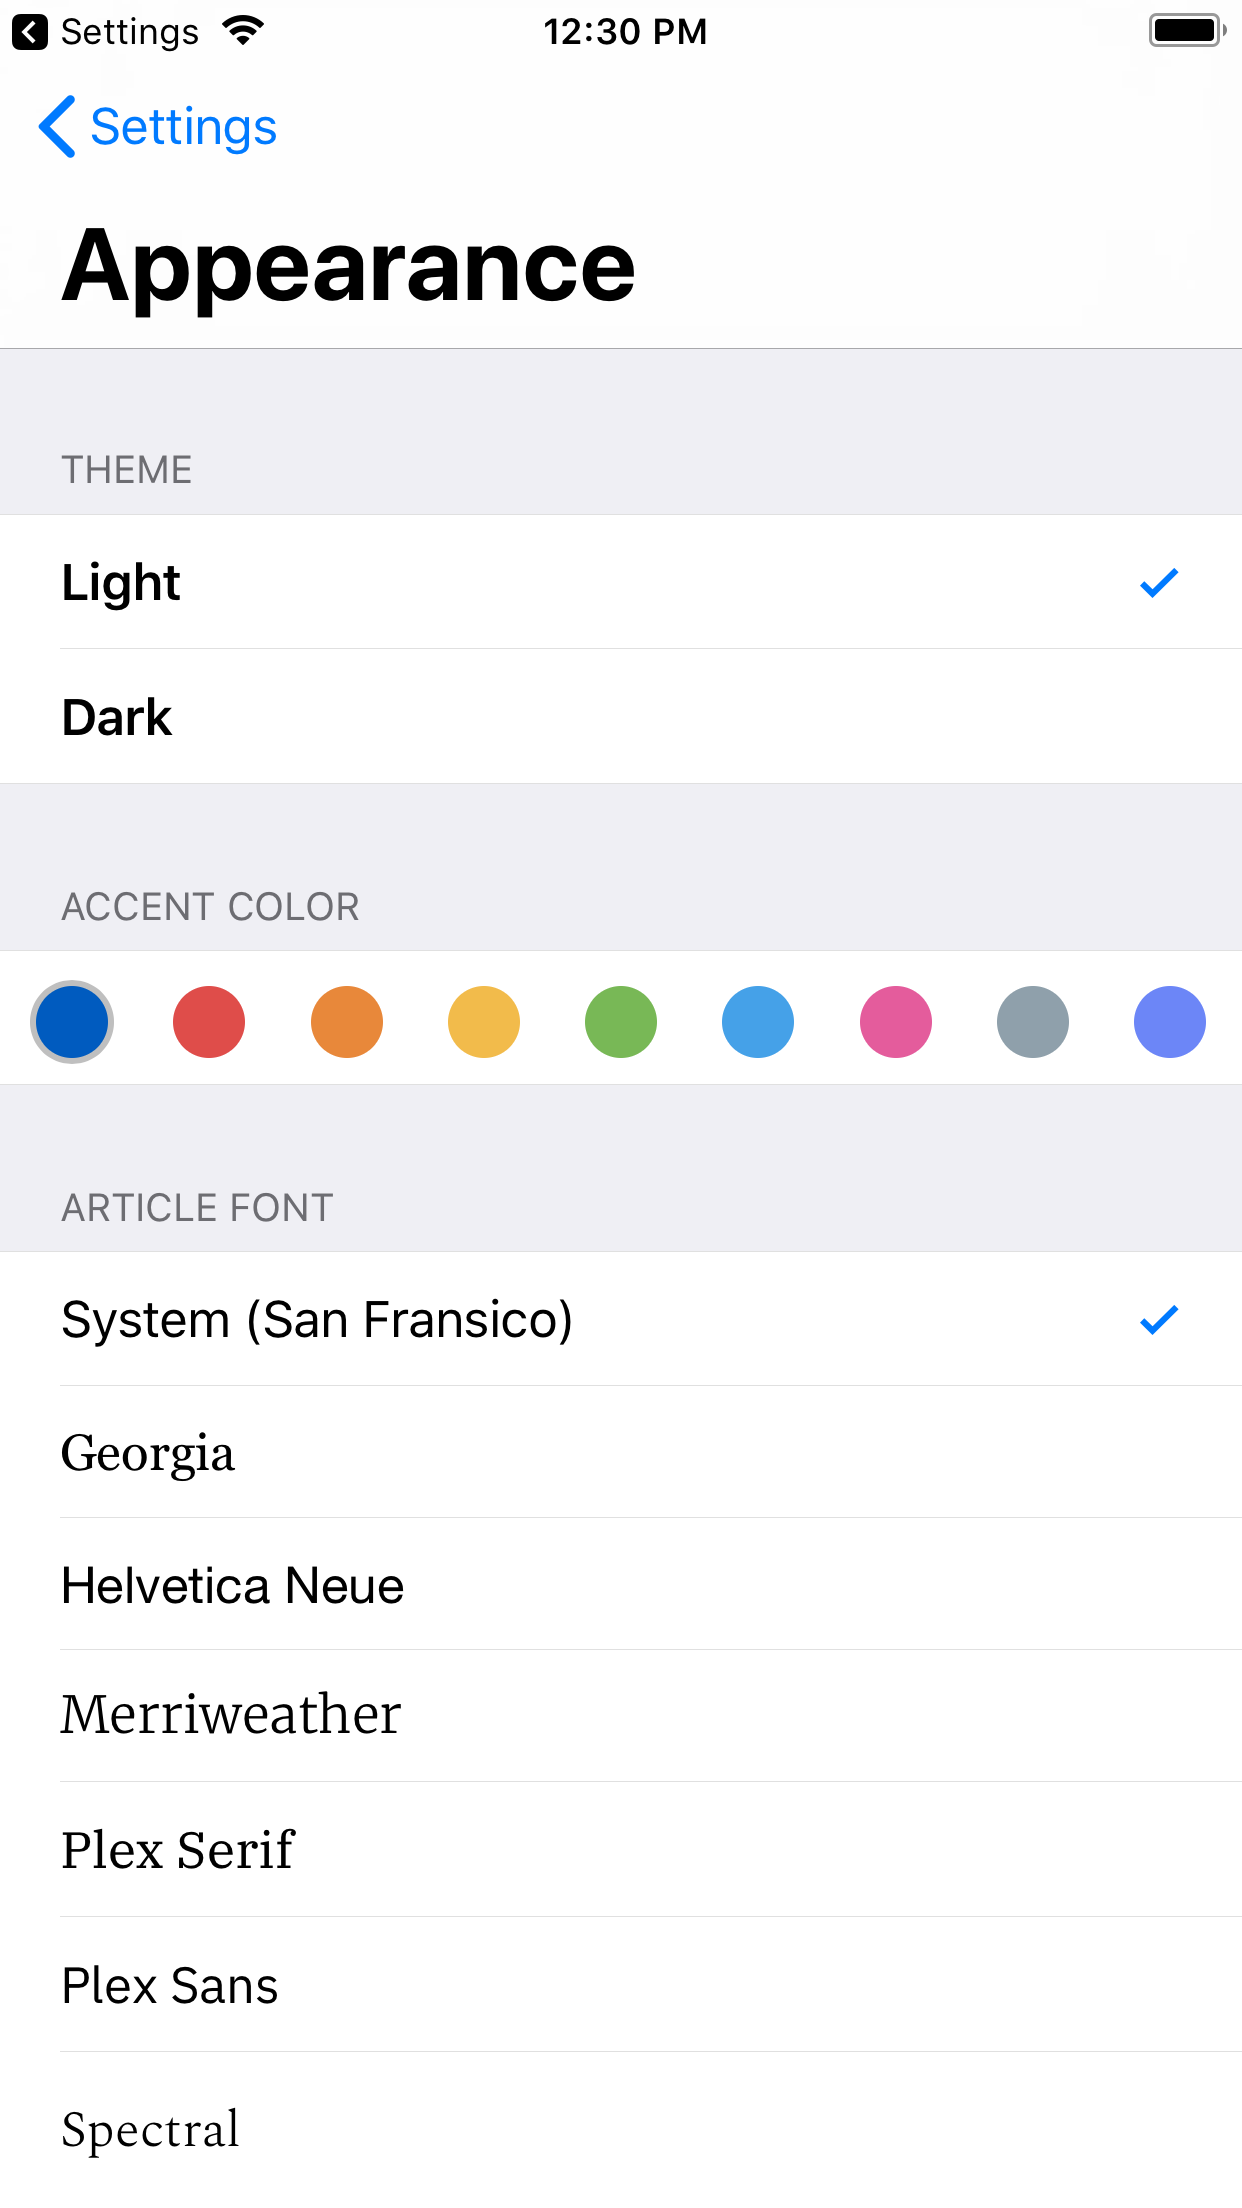 Settings 12:30 PM
Settings
Appearance
THEME
Light
Dark
ACCENT COLOR
ARTICLE FONT
System (San Fransico)
Georgia
Helvetica Neue
Merriweather
Plex Serif
Plex Sans
Spectral